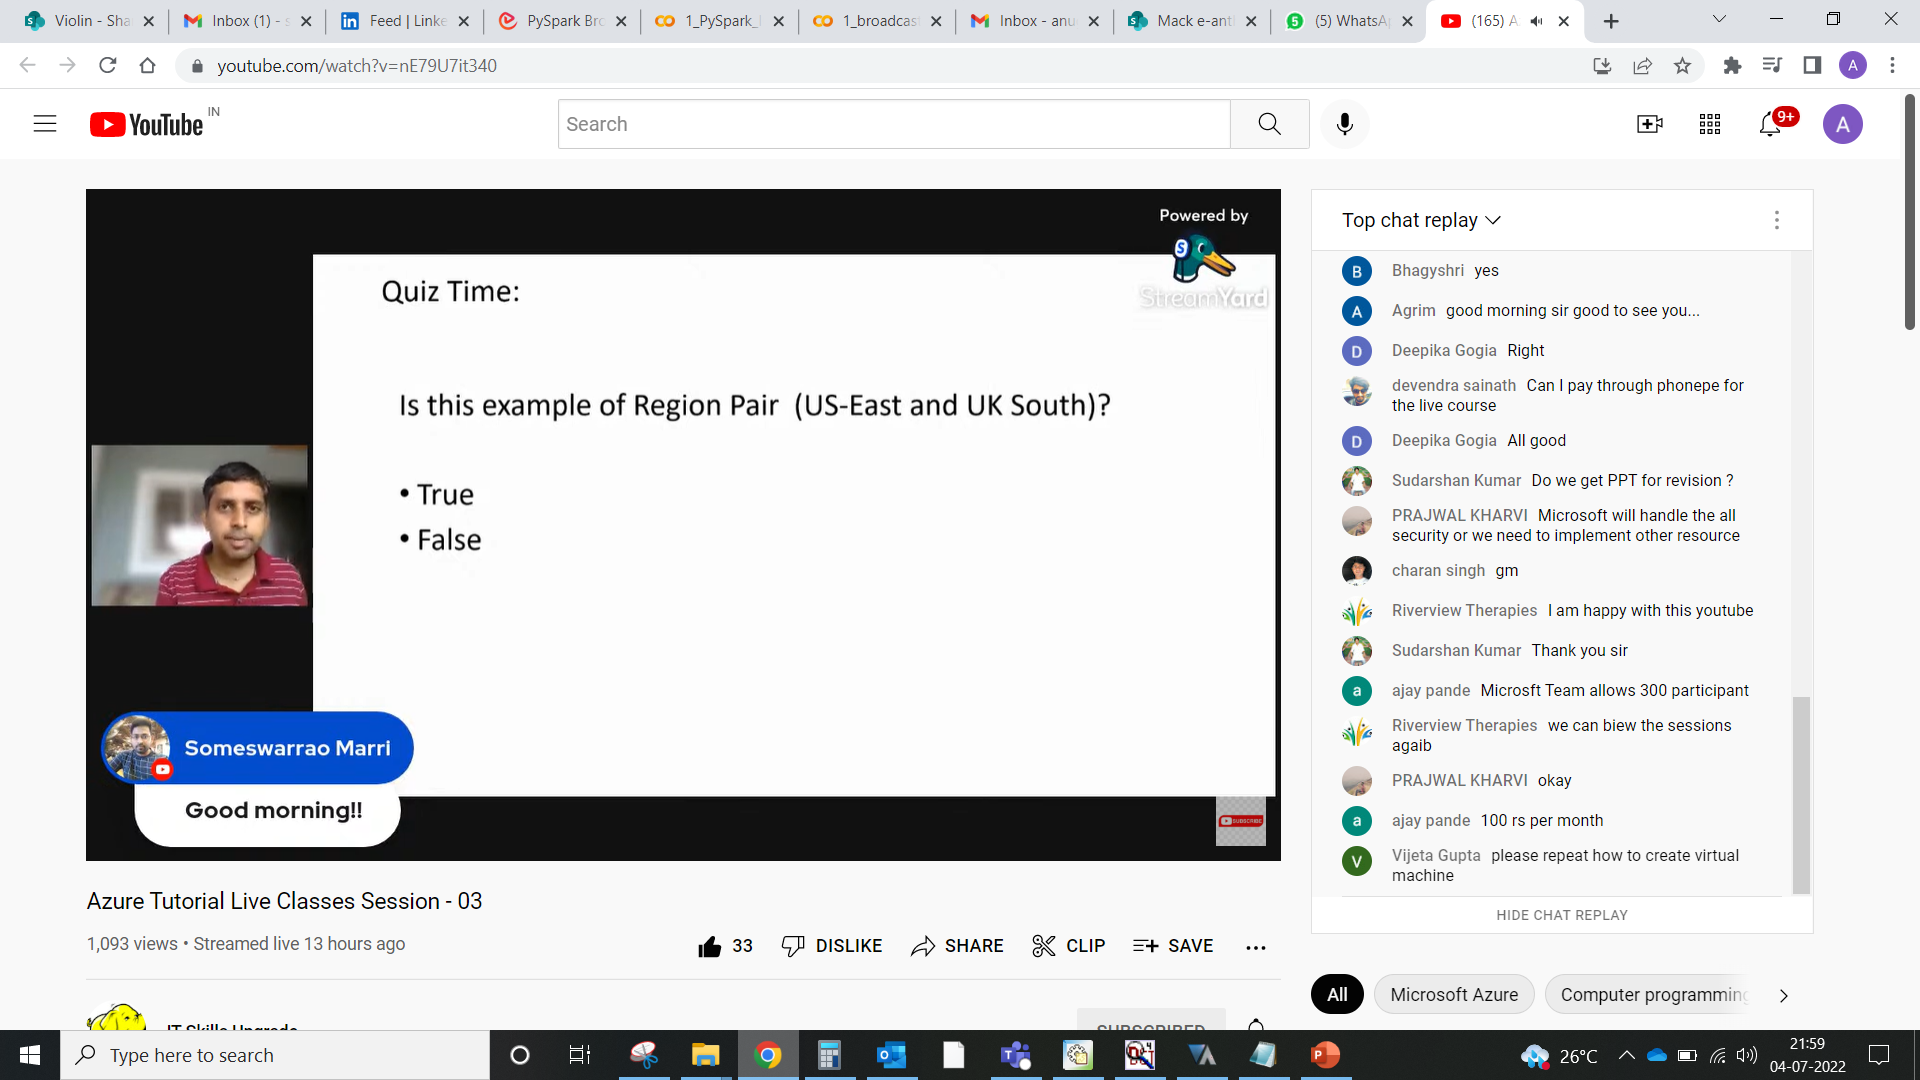 Violin - Sha
Inbox (1) - s
Feed | Linke
PySpark Bro
1_PySpark_
1_broadcast
Inbox - anu
Mack e-ant
(5) WhatsAp
(165) A
youtube.com/watch?v=nE79U7it340
A
YouTube IN
Search
9+
A
Powered by
StreamYard
Quiz Time:
Is this example of Region Pair (US-East and UK South)?
• True
• False
Someswarrao Marri
Good morning!!
SUBSCRIBE
Top chat replay
B Bhagyshri yes
A Agrim good morning sir good to see you...
D Deepika Gogia Right
devendra sainath Can I pay through phonepe for
the live course
D Deepika Gogia All good
Sudarshan Kumar Do we get PPT for revision ?
PRAJWAL KHARVI Microsoft will handle the all
security or we need to implement other resource
charan singh gm
Riverview Therapies I am happy with this youtube
Sudarshan Kumar Thank you sir
a ajay pande Microsft Team allows 300 participant
Riverview Therapies we can biew the sessions
agaib
PRAJWAL KHARVI okay
a ajay pande 100 rs per month
V Vijeta Gupta please repeat how to create virtual
machine
HIDE CHAT REPLAY
Azure Tutorial Live Classes Session - 03
1,093 views • Streamed live 13 hours ago
33 DISLIKE SHARE CLIP SAVE
All Microsoft Azure Computer programming
IT Skills Upgrade
SUBSCRIBED
Type here to search
26°C
21:59
04-07-2022